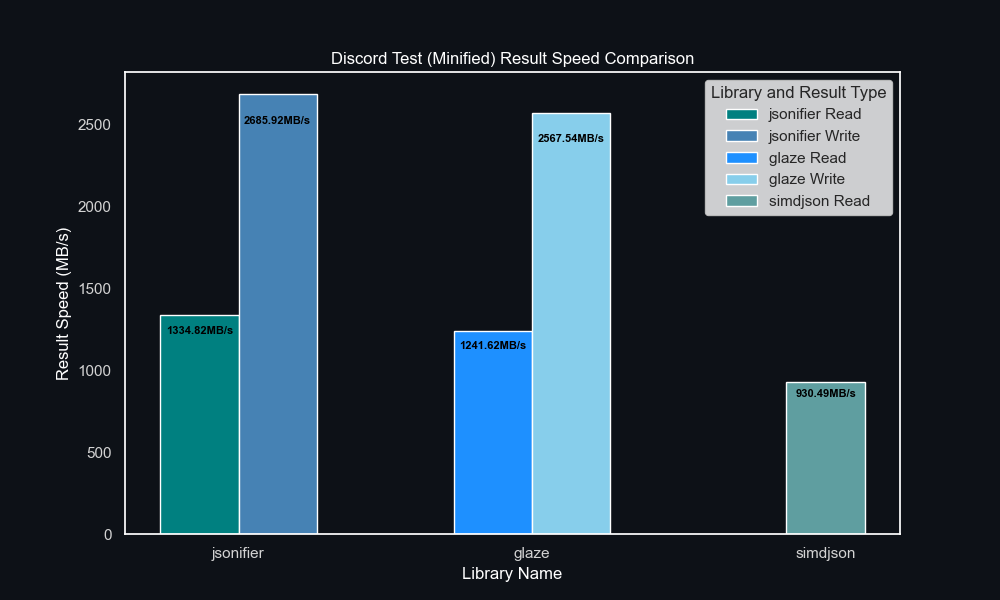 Discord Test (Minified) Result Speed Comparison
Library and Result Type
jsonifier Read
jsonifier Write
glaze Read
glaze Write
simdjson Read
Result Speed (MB/s)
2500
2000
1500
1000
500
0
2685.92MB/s
2567.54MB/s
1334.82MB/s
1241.62MB/s
930.49MB/s
jsonifier
glaze
simdjson
Library Name